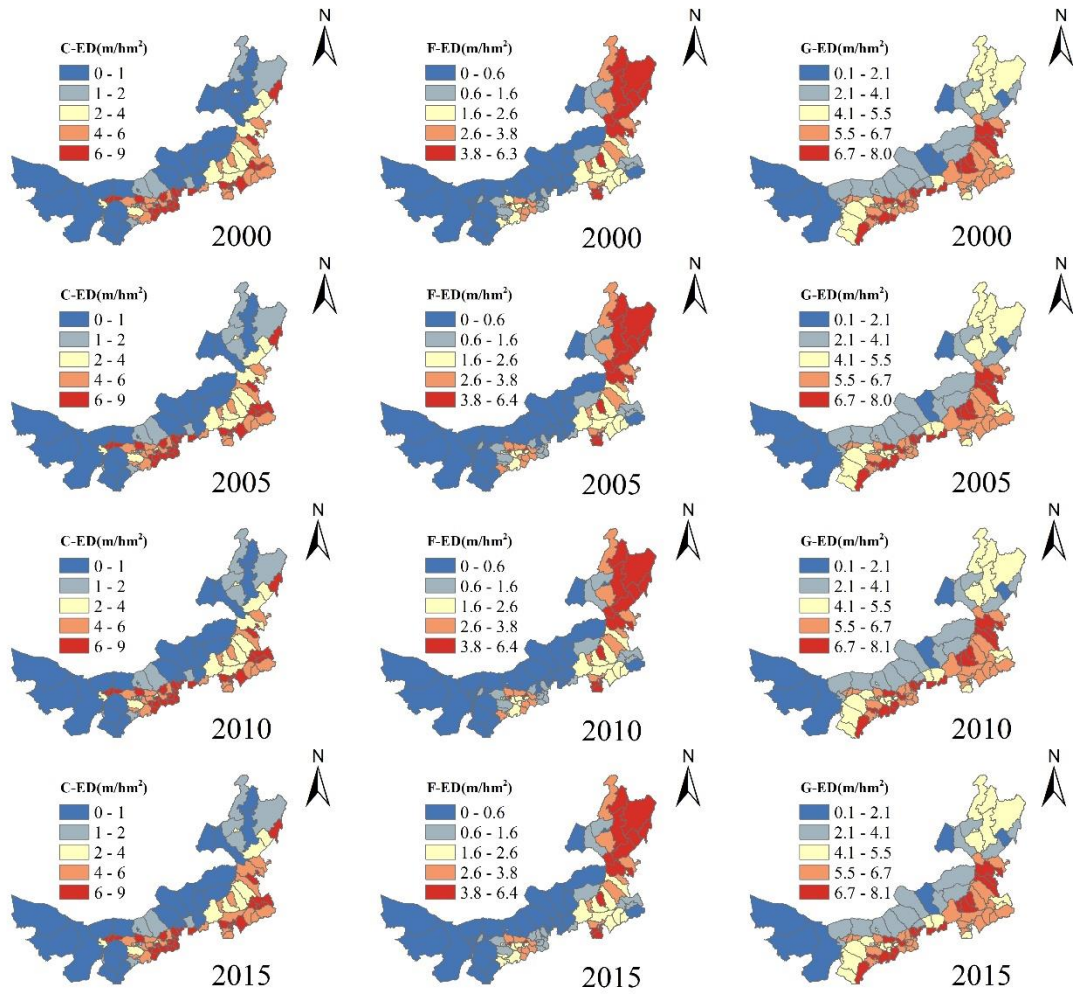 N
C-ED(m/hm²)
0 - 1
1 - 2
2 - 4
4 - 6
6 - 9
2000
N
F-ED(m/hm²)
0 - 0.6
0.6 - 1.6
1.6 - 2.6
2.6 - 3.8
3.8 - 6.3
2000
N
G-ED(m/hm²)
0.1 - 2.1
2.1 - 4.1
4.1 - 5.5
5.5 - 6.7
6.7 - 8.0
2000
N
C-ED(m/hm²)
0 - 1
1 - 2
2 - 4
4 - 6
6 - 9
2005
N
F-ED(m/hm²)
0 - 0.6
0.6 - 1.6
1.6 - 2.6
2.6 - 3.8
3.8 - 6.4
2005
N
G-ED(m/hm²)
0.1 - 2.1
2.1 - 4.1
4.1 - 5.5
5.5 - 6.7
6.7 - 8.0
2005
N
C-ED(m/hm²)
0 - 1
1 - 2
2 - 4
4 - 6
6 - 9
2010
N
F-ED(m/hm²)
0 - 0.6
0.6 - 1.6
1.6 - 2.6
2.6 - 3.8
3.8 - 6.4
2010
N
G-ED(m/hm²)
0.1 - 2.1
2.1 - 4.1
4.1 - 5.5
5.5 - 6.7
6.7 - 8.1
2010
N
C-ED(m/hm²)
0 - 1
1 - 2
2 - 4
4 - 6
6 - 9
2015
N
F-ED(m/hm²)
0 - 0.6
0.6 - 1.6
1.6 - 2.6
2.6 - 3.8
3.8 - 6.4
2015
N
G-ED(m/hm²)
0.1 - 2.1
2.1 - 4.1
4.1 - 5.5
5.5 - 6.7
6.7 - 8.1
2015